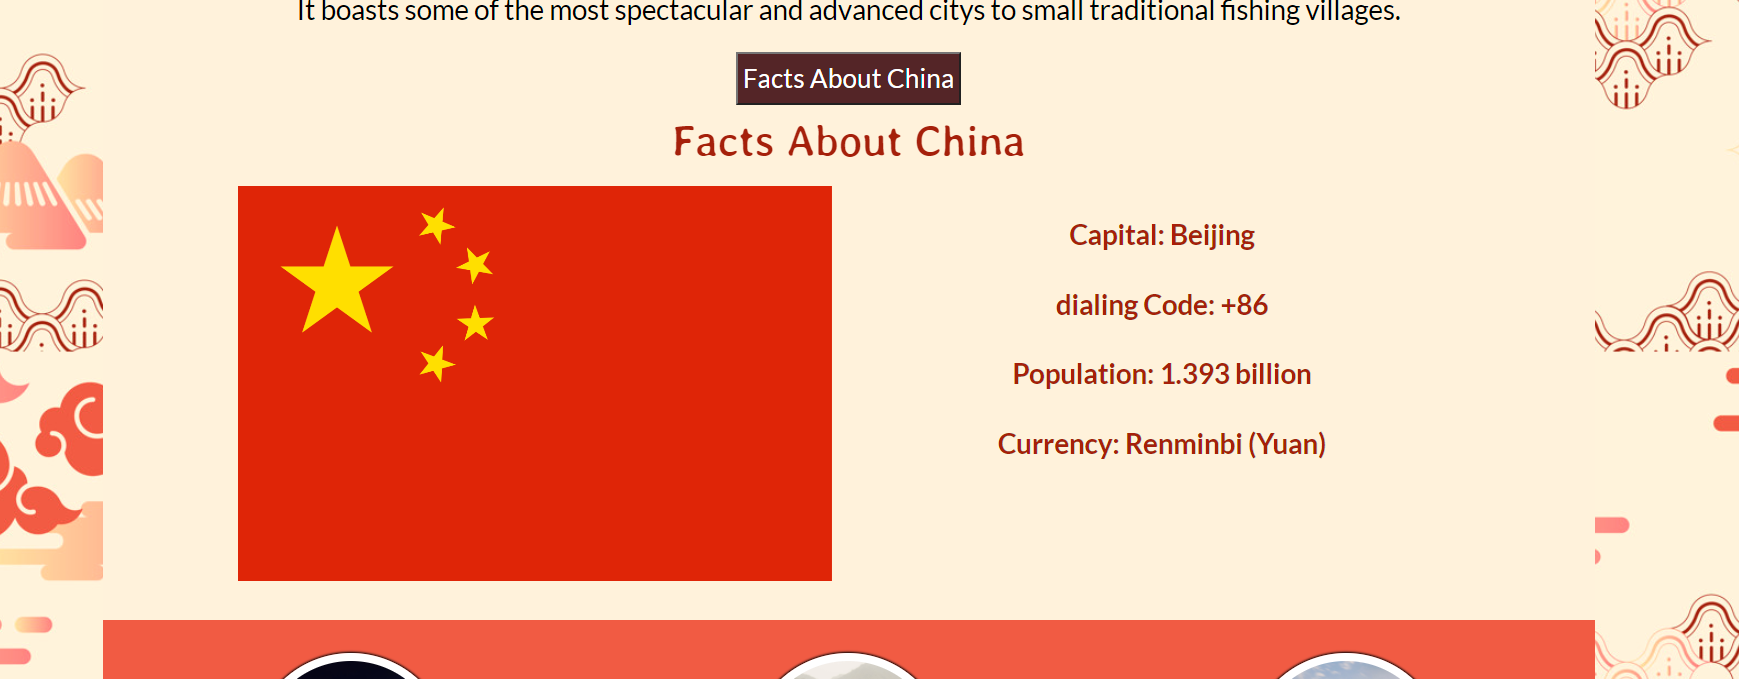 It boasts some of the most spectacular and advanced citys to small traditional fishing villages.
Facts About China
Facts About China
Capital: Beijing
dialing Code: +86
Population: 1.393 billion
Currency: Renminbi (Yuan)